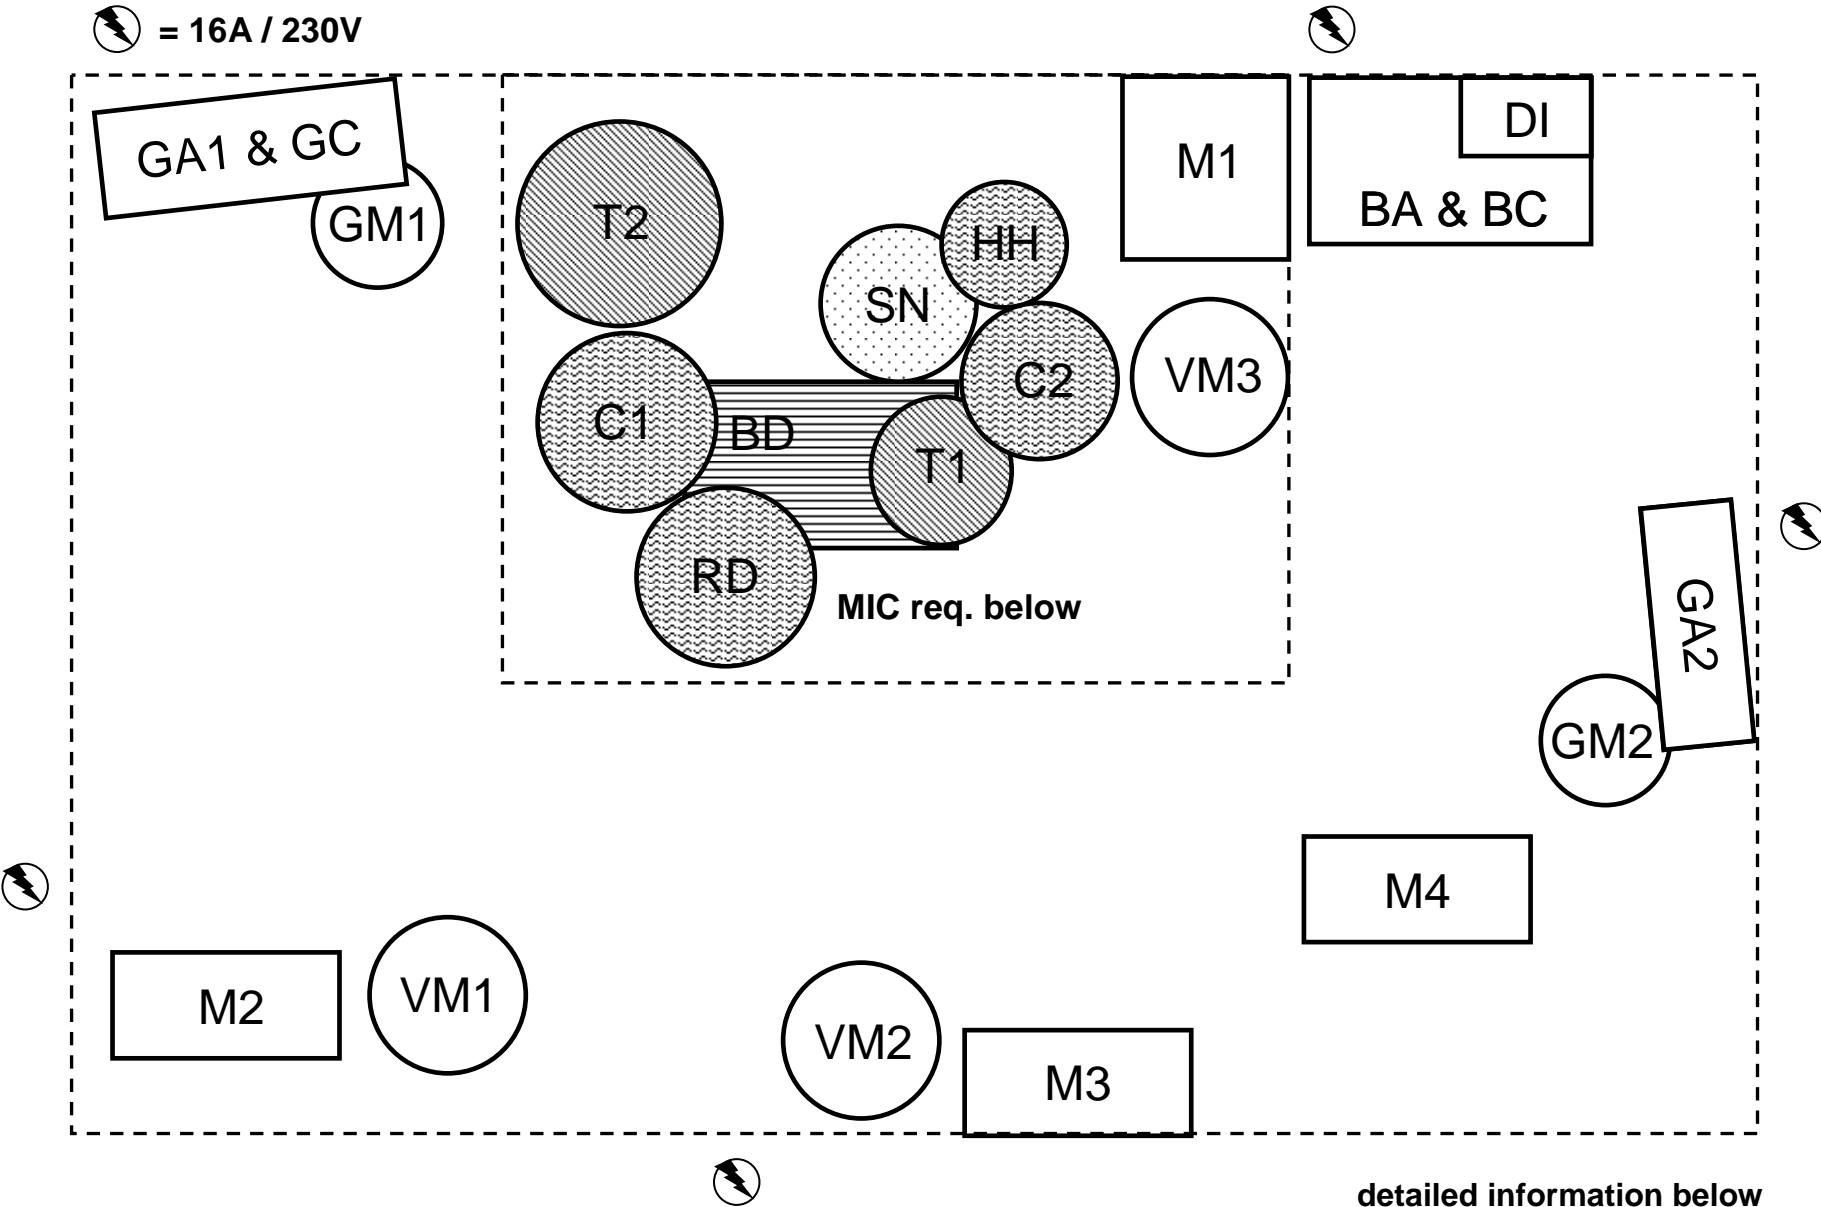 = 16A / 230V
GA1 & GC
GM1
T2
HH
SN
M1
DI
BA & BC
C1
BD
C2
VM3
T1
RD
MIC req. below
GA2
GM2
M4
M2
VM1
VM2
M3
detailed information below